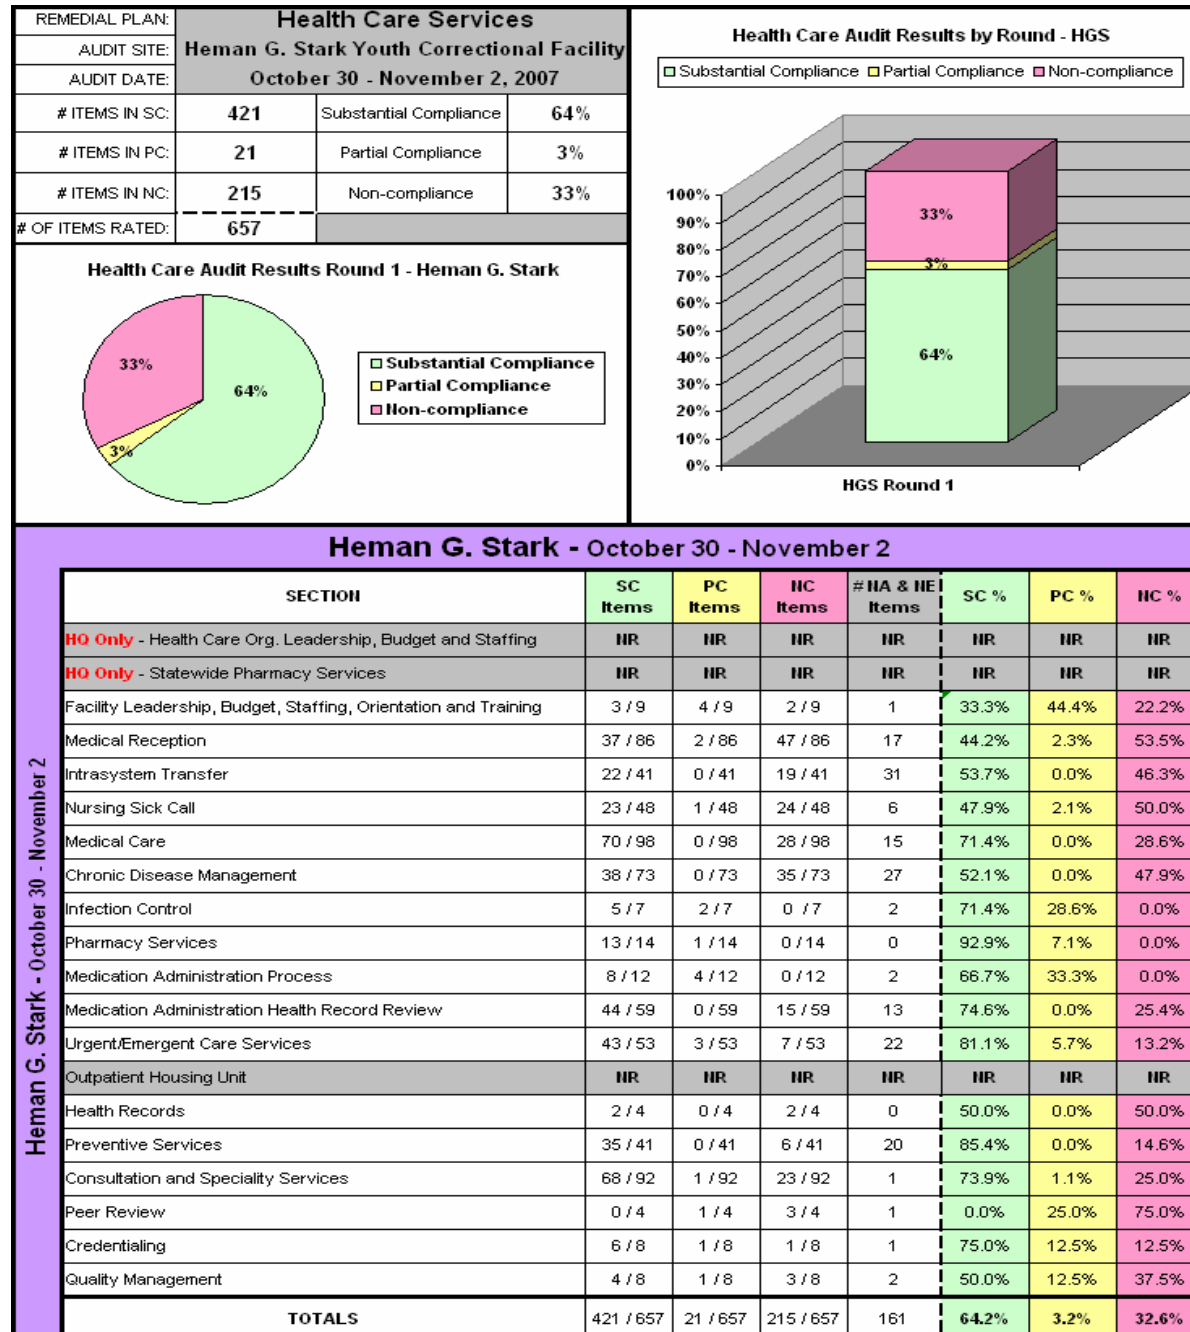 REMEDIAL PLAN: Health Care Services
AUDIT SITE: Heman G. Stark Youth Correctional Facility
AUDIT DATE: October 30 - November 2, 2007
# ITEMS IN SC: 421 Substantial Compliance 64%
# ITEMS IN PC: 21 Partial Compliance 3%
# ITEMS IN NC: 215 Non-compliance 33%
# OF ITEMS RATED: 657
Health Care Audit Results Round 1 - Heman G. Stark
33%
64%
3%
Substantial Compliance
Partial Compliance
Non-compliance
Health Care Audit Results by Round - HGS
Substantial Compliance Partial Compliance Non-compliance
100%
90%
80%
70%
60%
50%
40%
30%
20%
10%
0%
33%
3%
64%
HGS Round 1
Heman G. Stark - October 30 - November 2
Heman G. Stark - October 30 - November 2
SECTION SC Items PC Items NC Items # NA & NE Items SC % PC % NC %
HQ Only - Health Care Org. Leadership, Budget and Staffing NR NR NR NR NR NR NR
HQ Only - Statewide Pharmacy Services NR NR NR NR NR NR NR
Facility Leadership, Budget, Staffing, Orientation and Training 3 / 9 4 / 9 2 / 9 1 33.3% 44.4% 22.2%
Medical Reception 37 / 86 2 / 86 47 / 86 17 44.2% 2.3% 53.5%
Intrasystem Transfer 22 / 41 0 / 41 19 / 41 31 53.7% 0.0% 46.3%
Nursing Sick Call 23 / 48 1 / 48 24 / 48 6 47.9% 2.1% 50.0%
Medical Care 70 / 98 0 / 98 28 / 98 15 71.4% 0.0% 28.6%
Chronic Disease Management 38 / 73 0 / 73 35 / 73 27 52.1% 0.0% 47.9%
Infection Control 5 / 7 2 / 7 0 / 7 2 71.4% 28.6% 0.0%
Pharmacy Services 13 / 14 1 / 14 0 / 14 0 92.9% 7.1% 0.0%
Medication Administration Process 8 / 12 4 / 12 0 / 12 2 66.7% 33.3% 0.0%
Medication Administration Health Record Review 44 / 59 0 / 59 15 / 59 13 74.6% 0.0% 25.4%
Urgent/Emergent Care Services 43 / 53 3 / 53 7 / 53 22 81.1% 5.7% 13.2%
Outpatient Housing Unit NR NR NR NR NR NR NR
Health Records 2 / 4 0 / 4 2 / 4 0 50.0% 0.0% 50.0%
Preventive Services 35 / 41 0 / 41 6 / 41 20 85.4% 0.0% 14.6%
Consultation and Speciality Services 68 / 92 1 / 92 23 / 92 1 73.9% 1.1% 25.0%
Peer Review 0 / 4 1 / 4 3 / 4 1 0.0% 25.0% 75.0%
Credentialing 6 / 8 1 / 8 1 / 8 1 75.0% 12.5% 12.5%
Quality Management 4 / 8 1 / 8 3 / 8 2 50.0% 12.5% 37.5%
TOTALS 421 / 657 21 / 657 215 / 657 161 64.2% 3.2% 32.6%